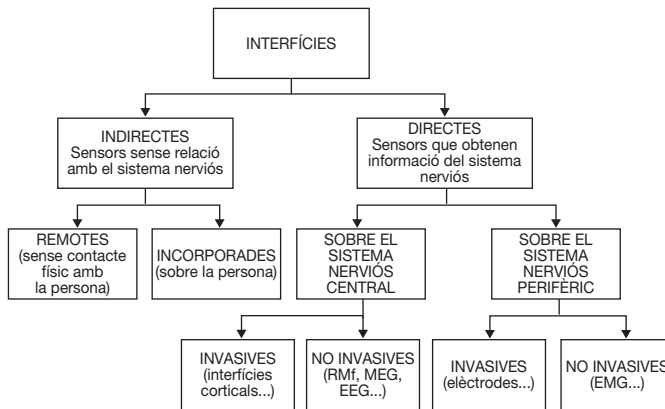 INTERFÍCIES
INDIRECTES
Sensors sense relació
amb el sistema nerviós
DIRECTES
Sensors que obtenen
informació del sistema
nerviós
REMOTES
(sense contacte
físic amb
la persona)
INCORPORADES
(sobre la persona)
SOBRE EL
SISTEMA
NERVIÓS
CENTRAL
SOBRE EL
SISTEMA
NERVIÓS
PERIFÈRIC
INVASIVES
(interfícies
corticals...)
NO INVASIVES
(RMf, MEG,
EEG...)
INVASIVES
(elèctrodes...)
NO INVASIVES
(EMG...)